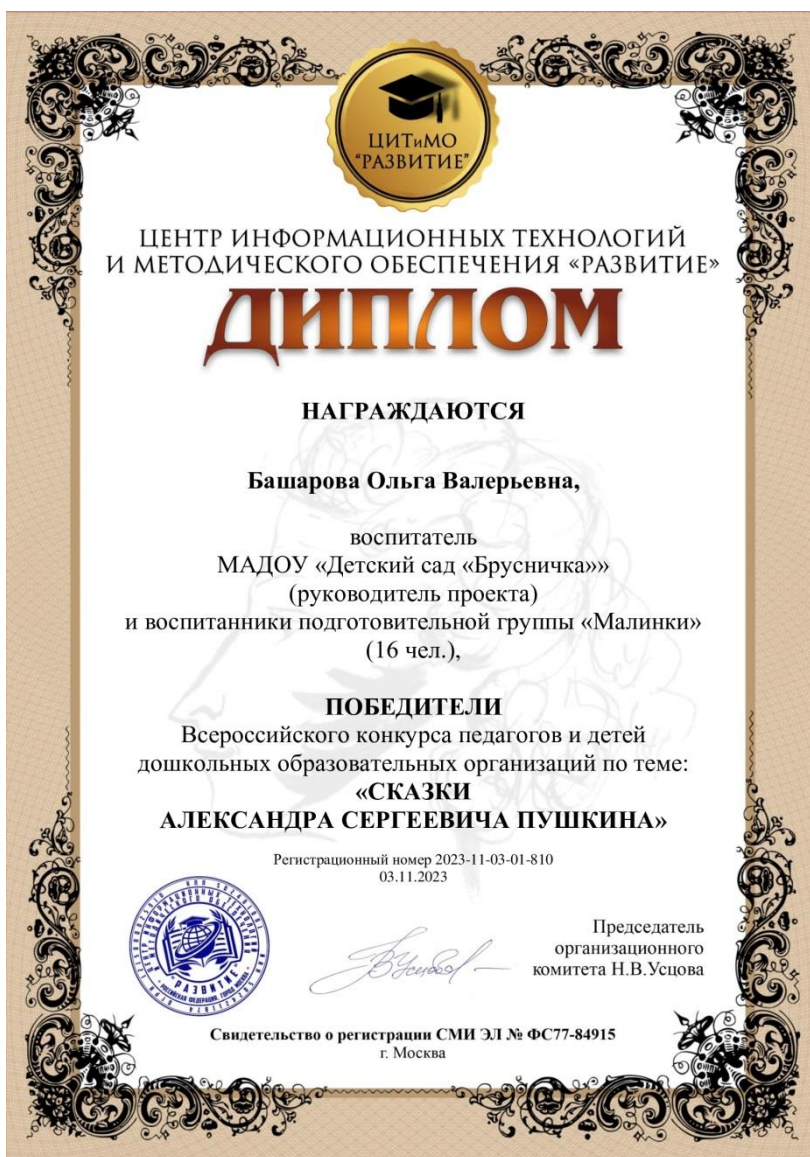 ЦИТиМО
"РАЗВИТИЕ"
ЦЕНТР ИНФОРМАЦИОННЫХ ТЕХНОЛОГИЙ
И МЕТОДИЧЕСКОГО ОБЕСПЕЧЕНИЯ «РАЗВИТИЕ»
ДИПЛОМ
НАГРАЖДАЮТСЯ
Башарова Ольга Валерьевна,
воспитатель
МАДОУ «Детский сад «Брусничка»»
(руководитель проекта)
и воспитанники подготовительной группы «Малинки»
(16 чел.),
ПОБЕДИТЕЛИ
Всероссийского конкурса педагогов и детей
дошкольных образовательных организаций по теме:
«СКАЗКИ
АЛЕКСАНДРА СЕРГЕЕВИЧА ПУШКИНА»
Регистрационный номер 2023-11-03-01-810
03.11.2023
РАЗВИТИЕ
Председатель
организационного
комитета Н.В.Усцова
Свидетельство о регистрации СМИ ЭЛ № ФС77-84915
г. Москва